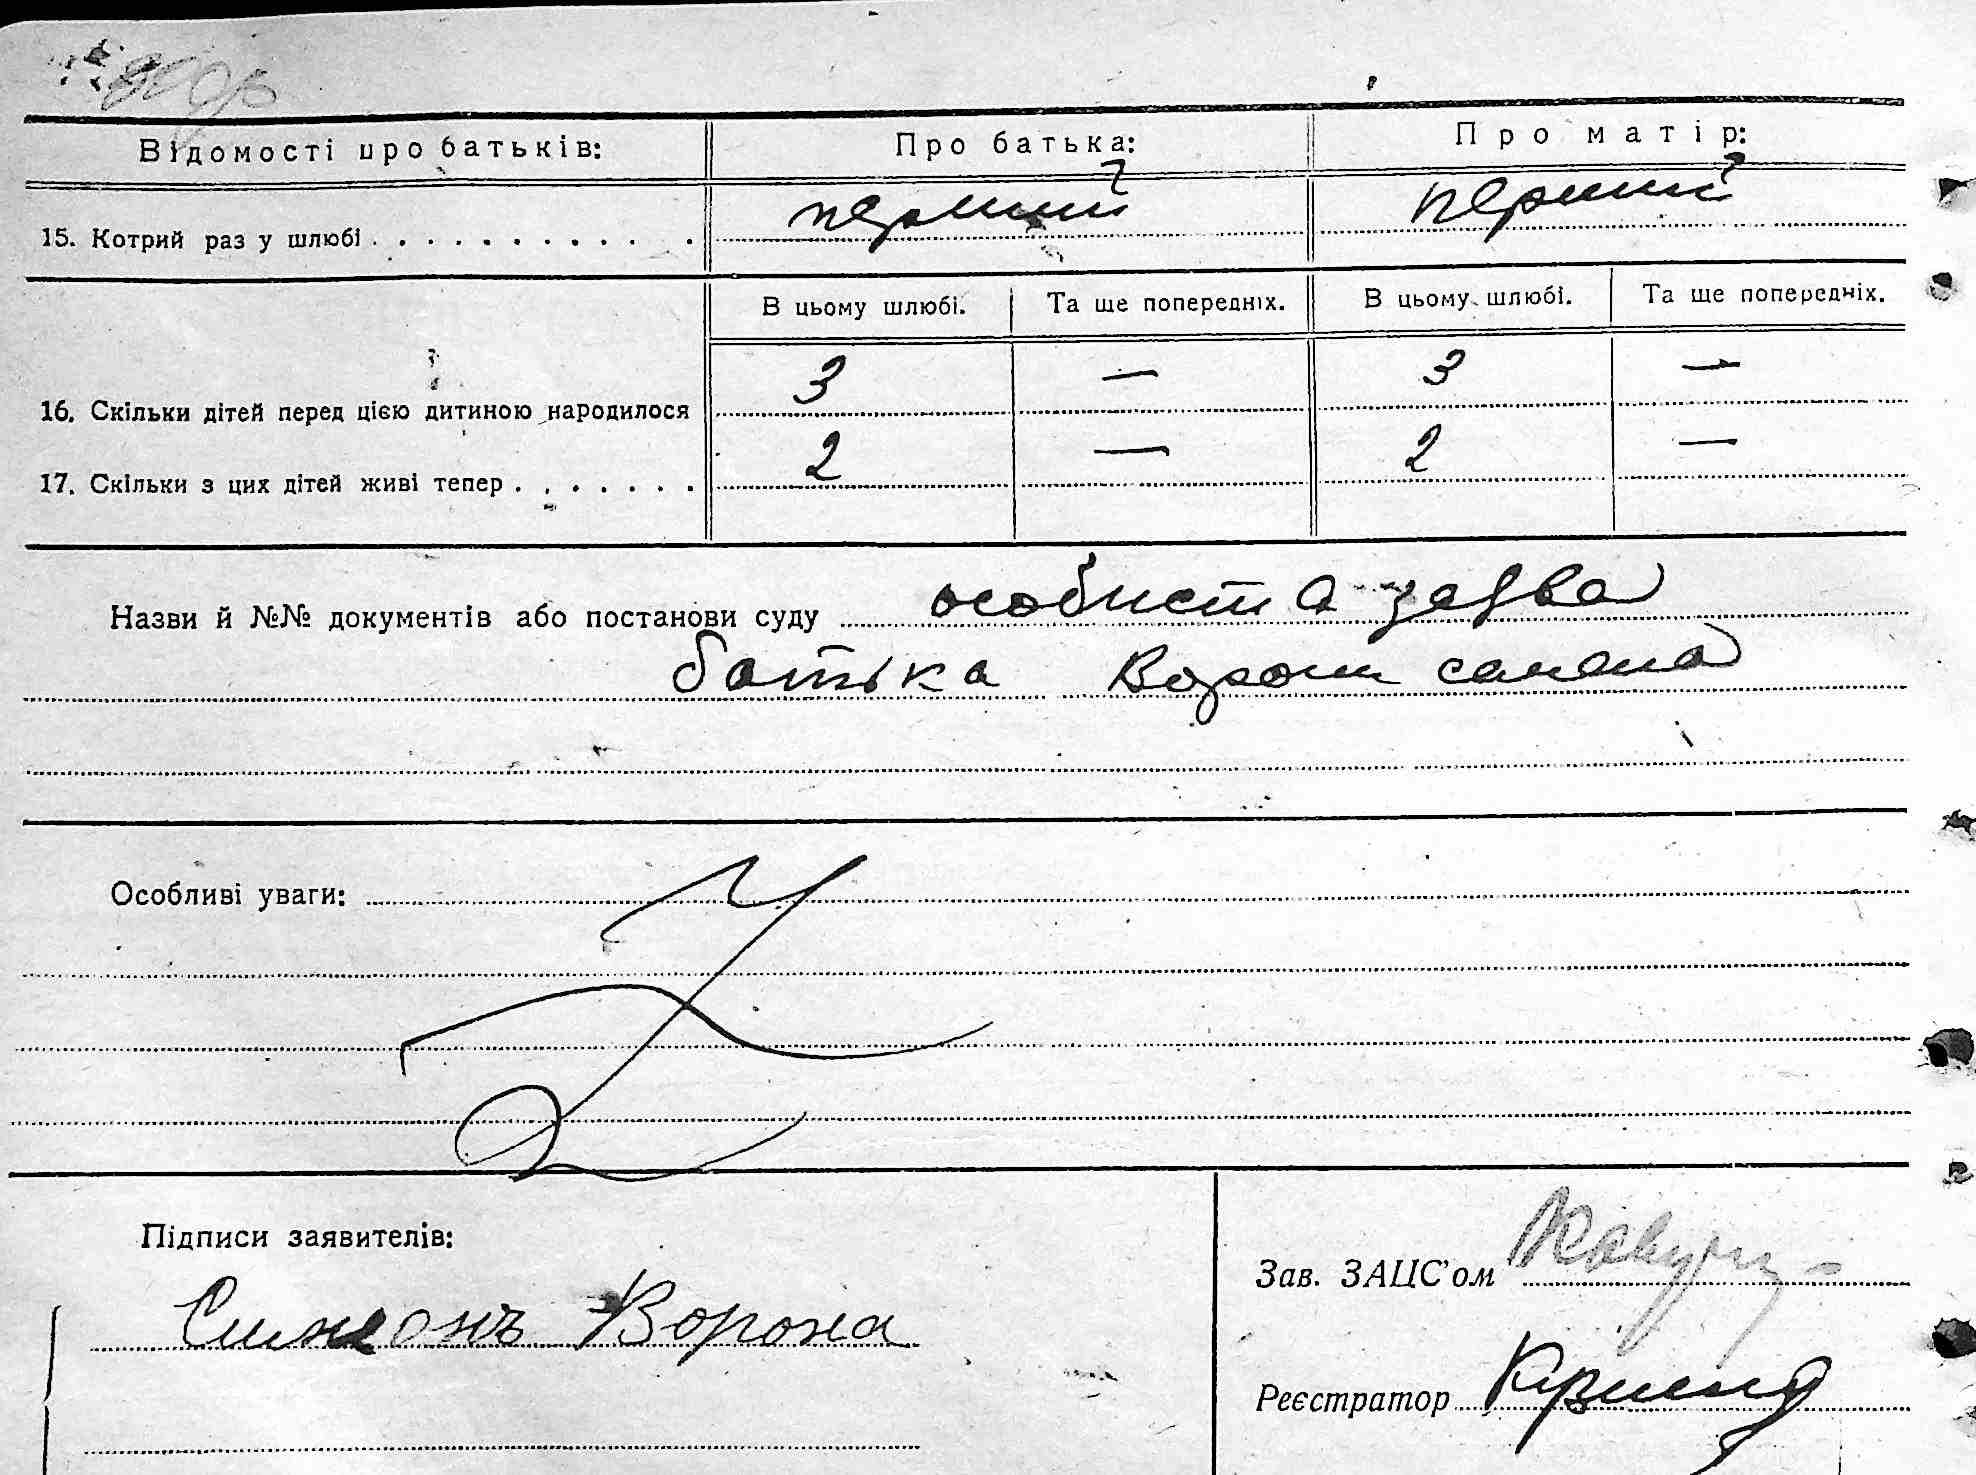 Відомості про батьків: Про батька: Про матір:
15. Котрий раз у шлюбі . . . . . . . . . . . . перший перший
В цьому шлюбі. Та ще попередніх. В цьому шлюбі. Та ще попередніх.
16. Скільки дітей перед цією дитиною народилося 3 — 3 —
17. Скільки з цих дітей живі тепер . . . . . . . 2 — 2 —
Назви й №№ документів або постанови суду особиста заява
батька Ворони Семена
Особливі уваги:
Підписи заявителів:
Зав. ЗАЦС'ом
Симеонъ Ворона
Реєстратор